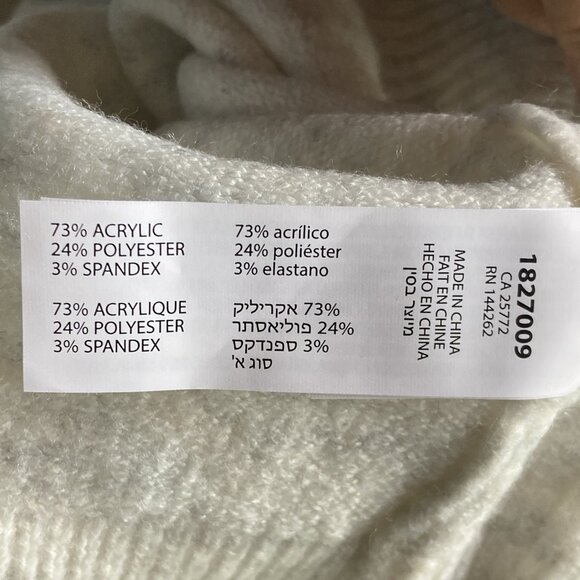 73% ACRYLIC
24% POLYESTER
3% SPANDEX
73% acrílico
24% poliéster
3% elastano
73% ACRYLIQUE
24% POLYESTER
3% SPANDEX
73% אקריליק
24% פוליאסתר
3% ספנדקס
סוג א'
MADE IN CHINA
FAIT EN CHINE
HECHO EN CHINA
מיוצר בסין
1827009
CA 25772
RN 144262